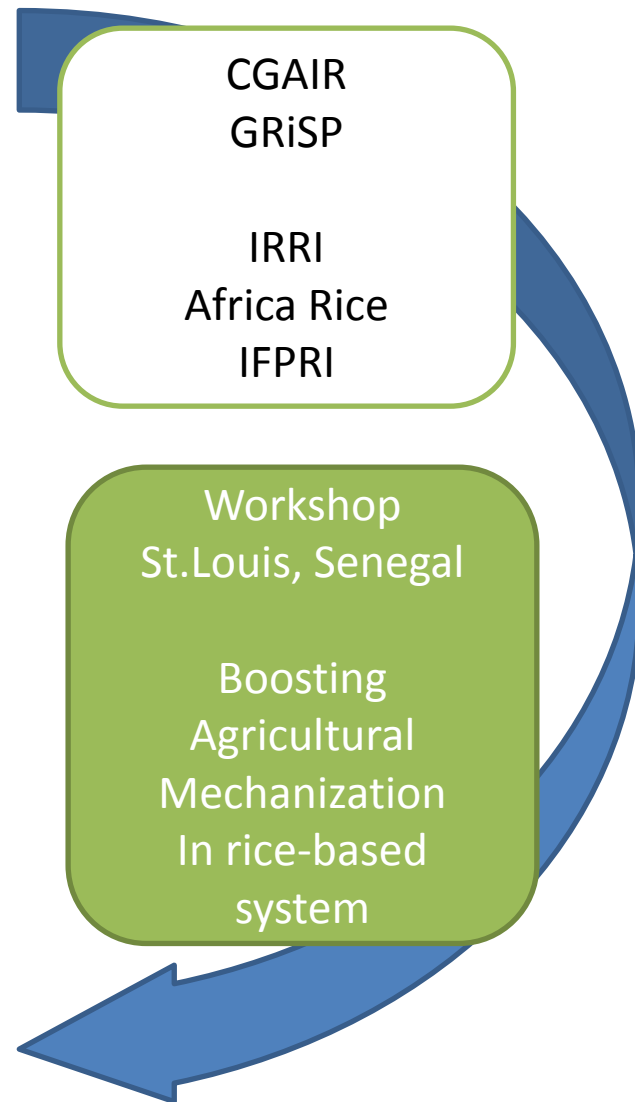 CGAIR
GRiSP
IRRI
Africa Rice
IFPRI
Workshop
St.Louis, Senegal
Boosting
Agricultural
Mechanization
In rice-based
system